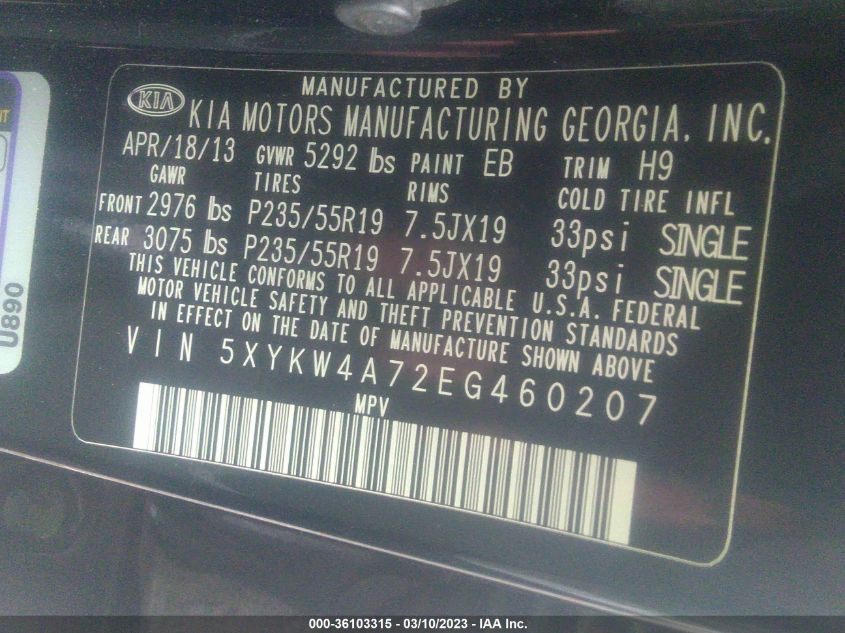 MANUFACTURED BY
KIA KIA MOTORS MANUFACTURING GEORGIA, INC.
APR/18/13 GVWR 5292 lbs PAINT EB TRIM H9
GAWR TIRES RIMS COLD TIRE INFL
FRONT 2976 lbs P235/55R19 7.5JX19 33psi SINGLE
REAR 3075 lbs P235/55R19 7.5JX19 33psi SINGLE
THIS VEHICLE CONFORMS TO ALL APPLICABLE U.S.A. FEDERAL
MOTOR VEHICLE SAFETY AND THEFT PREVENTION STANDARDS
IN EFFECT ON THE DATE OF MANUFACTURE SHOWN ABOVE
VIN 5XYKW4A72EG460207
MPV
U890
000-36103315 - 03/10/2023 - IAA Inc.